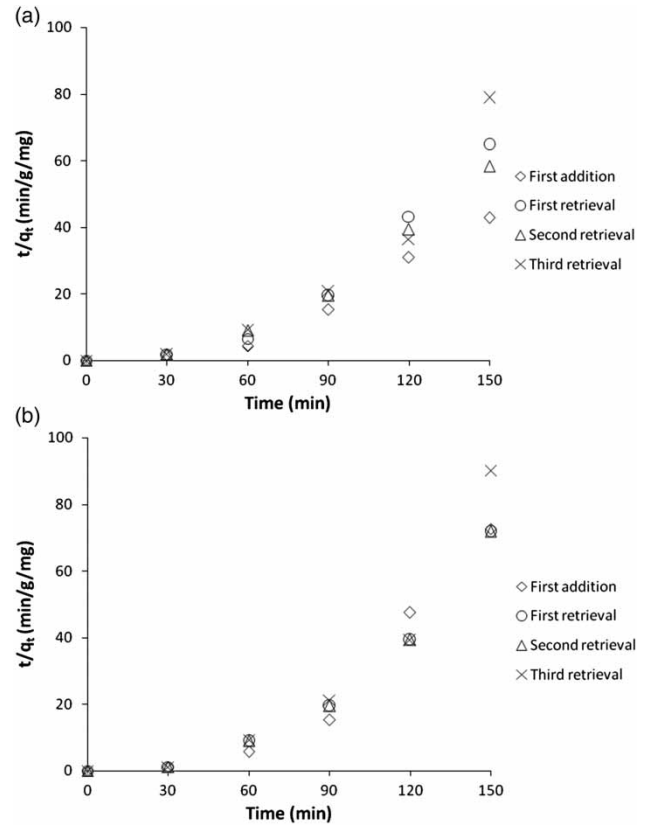 (a)
100
80
60
40
20
0
t/qt (min/g/mg)
0 30 60 90 120 150
Time (min)
First addition
First retrieval
Second retrieval
Third retrieval
(b)
100
80
60
40
20
0
t/qt (min/g/mg)
0 30 60 90 120 150
Time (min)
First addition
First retrieval
Second retrieval
Third retrieval